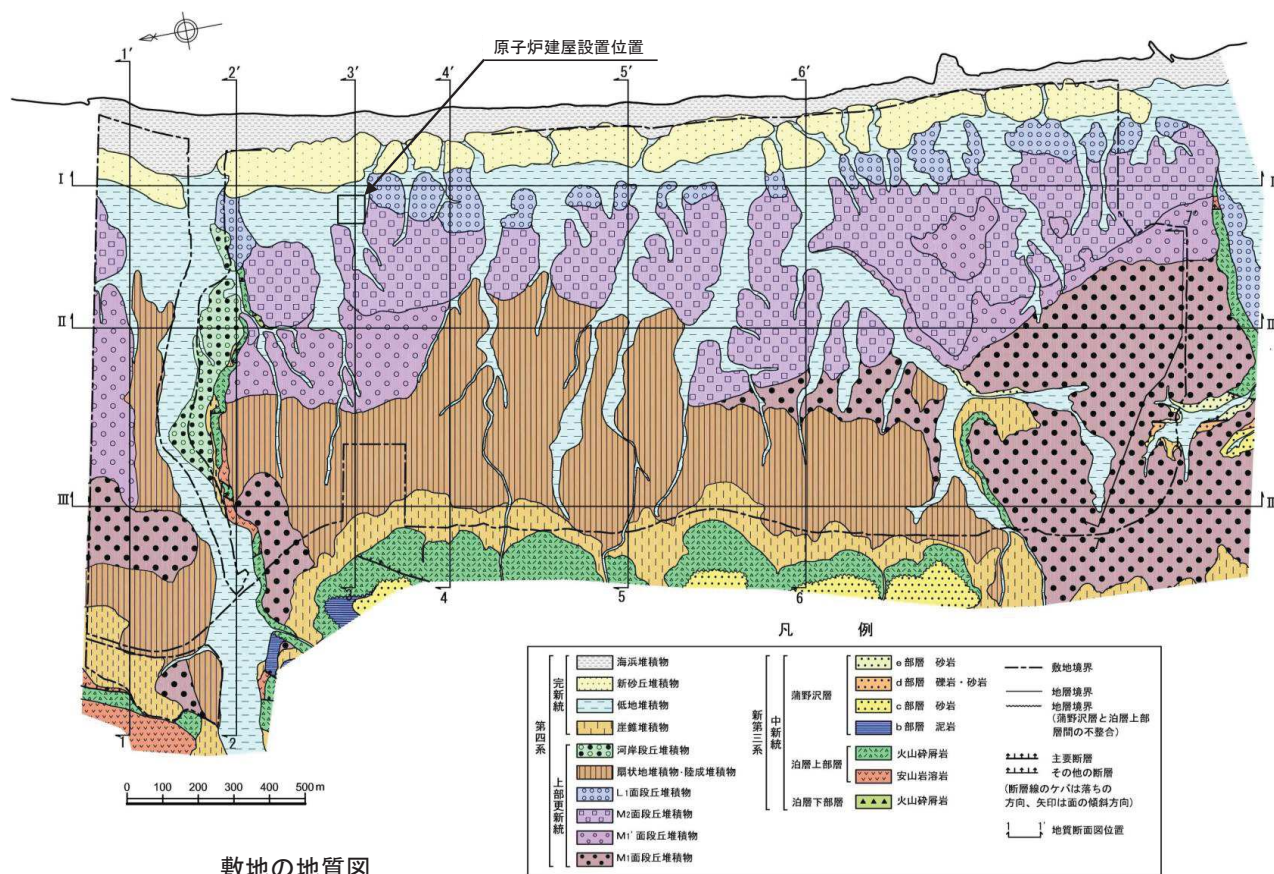 原子炉建屋設置位置
1′
2′
3′
4′
5′
6′
I
I
II
II
III
III
1
2
3
4
5
6
0 100 200 300 400 500m
敷地の地質図
凡 例
第四系
完新統
海浜堆積物
新砂丘堆積物
低地堆積物
崖錐堆積物
上部更新統
河岸段丘堆積物
扇状地堆積物・陸成堆積物
L1面段丘堆積物
M2面段丘堆積物
M1′面段丘堆積物
M1面段丘堆積物
新第三系
中新統
蒲野沢層
e部層 砂岩
d部層 礫岩・砂岩
c部層 砂岩
b部層 泥岩
泊層上部層
火山砕屑岩
安山岩溶岩
泊層下部層
火山砕屑岩
敷地境界
地層境界
地層境界
(蒲野沢層と泊層上部
層間の不整合)
主要断層
その他の断層
(断層線のケバは落ちの
方向、矢印は面の傾斜方向)
1 1′
地質断面図位置